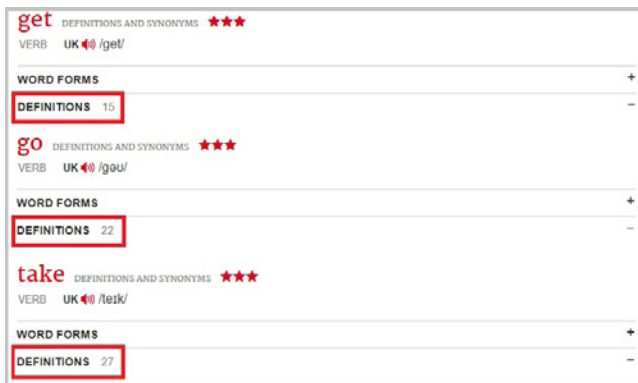 get DEFINITIONS AND SYNONYMS ★★★
VERB UK /ɡet/
WORD FORMS +
DEFINITIONS 15 −
go DEFINITIONS AND SYNONYMS ★★★
VERB UK /ɡəʊ/
WORD FORMS +
DEFINITIONS 22 −
take DEFINITIONS AND SYNONYMS ★★★
VERB UK /teɪk/
WORD FORMS +
DEFINITIONS 27 −